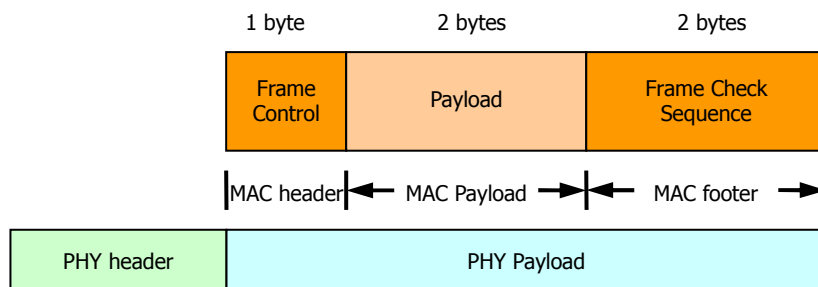 1 byte 2 bytes 2 bytes
Frame
Control
Payload
Frame Check
Sequence
MAC header MAC Payload MAC footer
PHY header PHY Payload